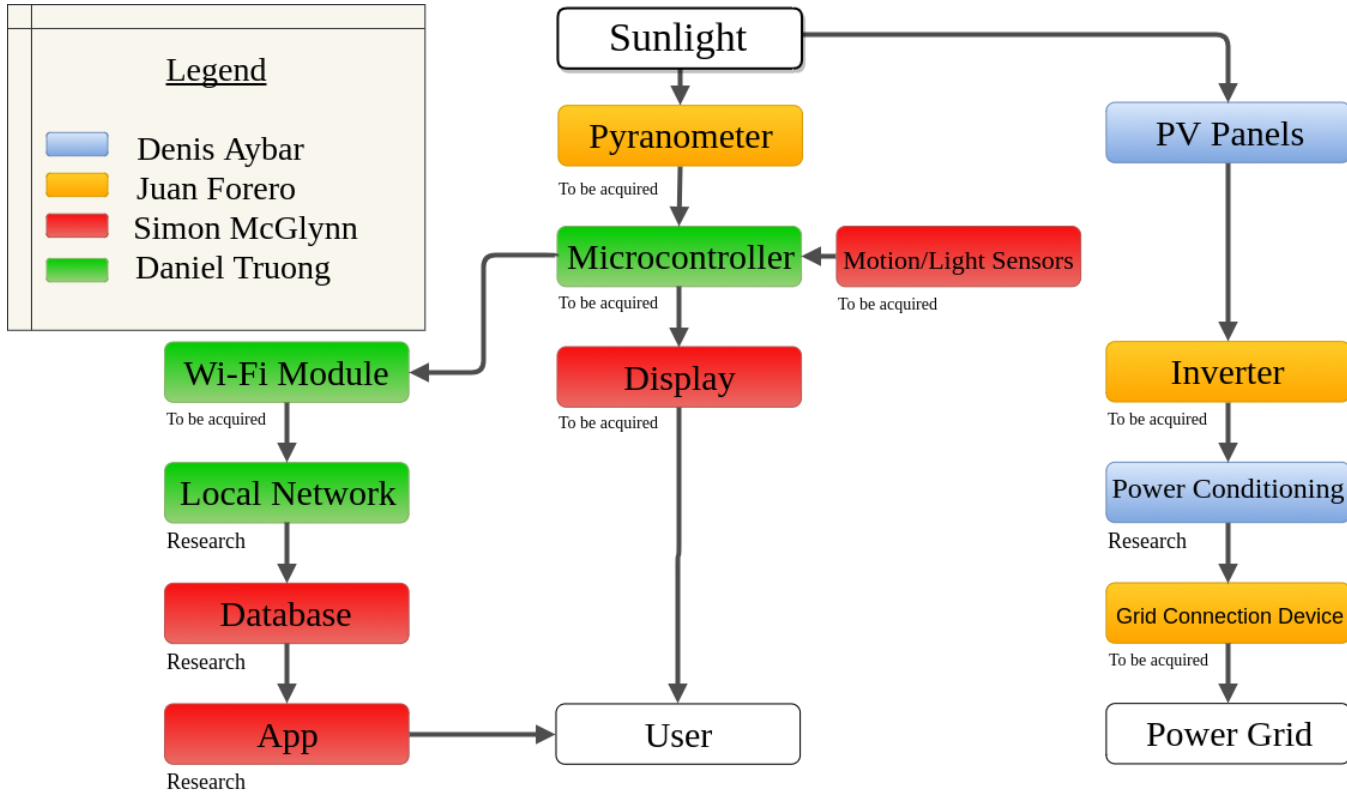 Legend
Denis Aybar
Juan Forero
Simon McGlynn
Daniel Truong
Sunlight
Pyranometer
To be acquired
PV Panels
Microcontroller
To be acquired
Motion/Light Sensors
To be acquired
Wi-Fi Module
To be acquired
Display
To be acquired
Inverter
To be acquired
Local Network
Research
Power Conditioning
Research
Database
Research
Grid Connection Device
To be acquired
App
Research
User
Power Grid